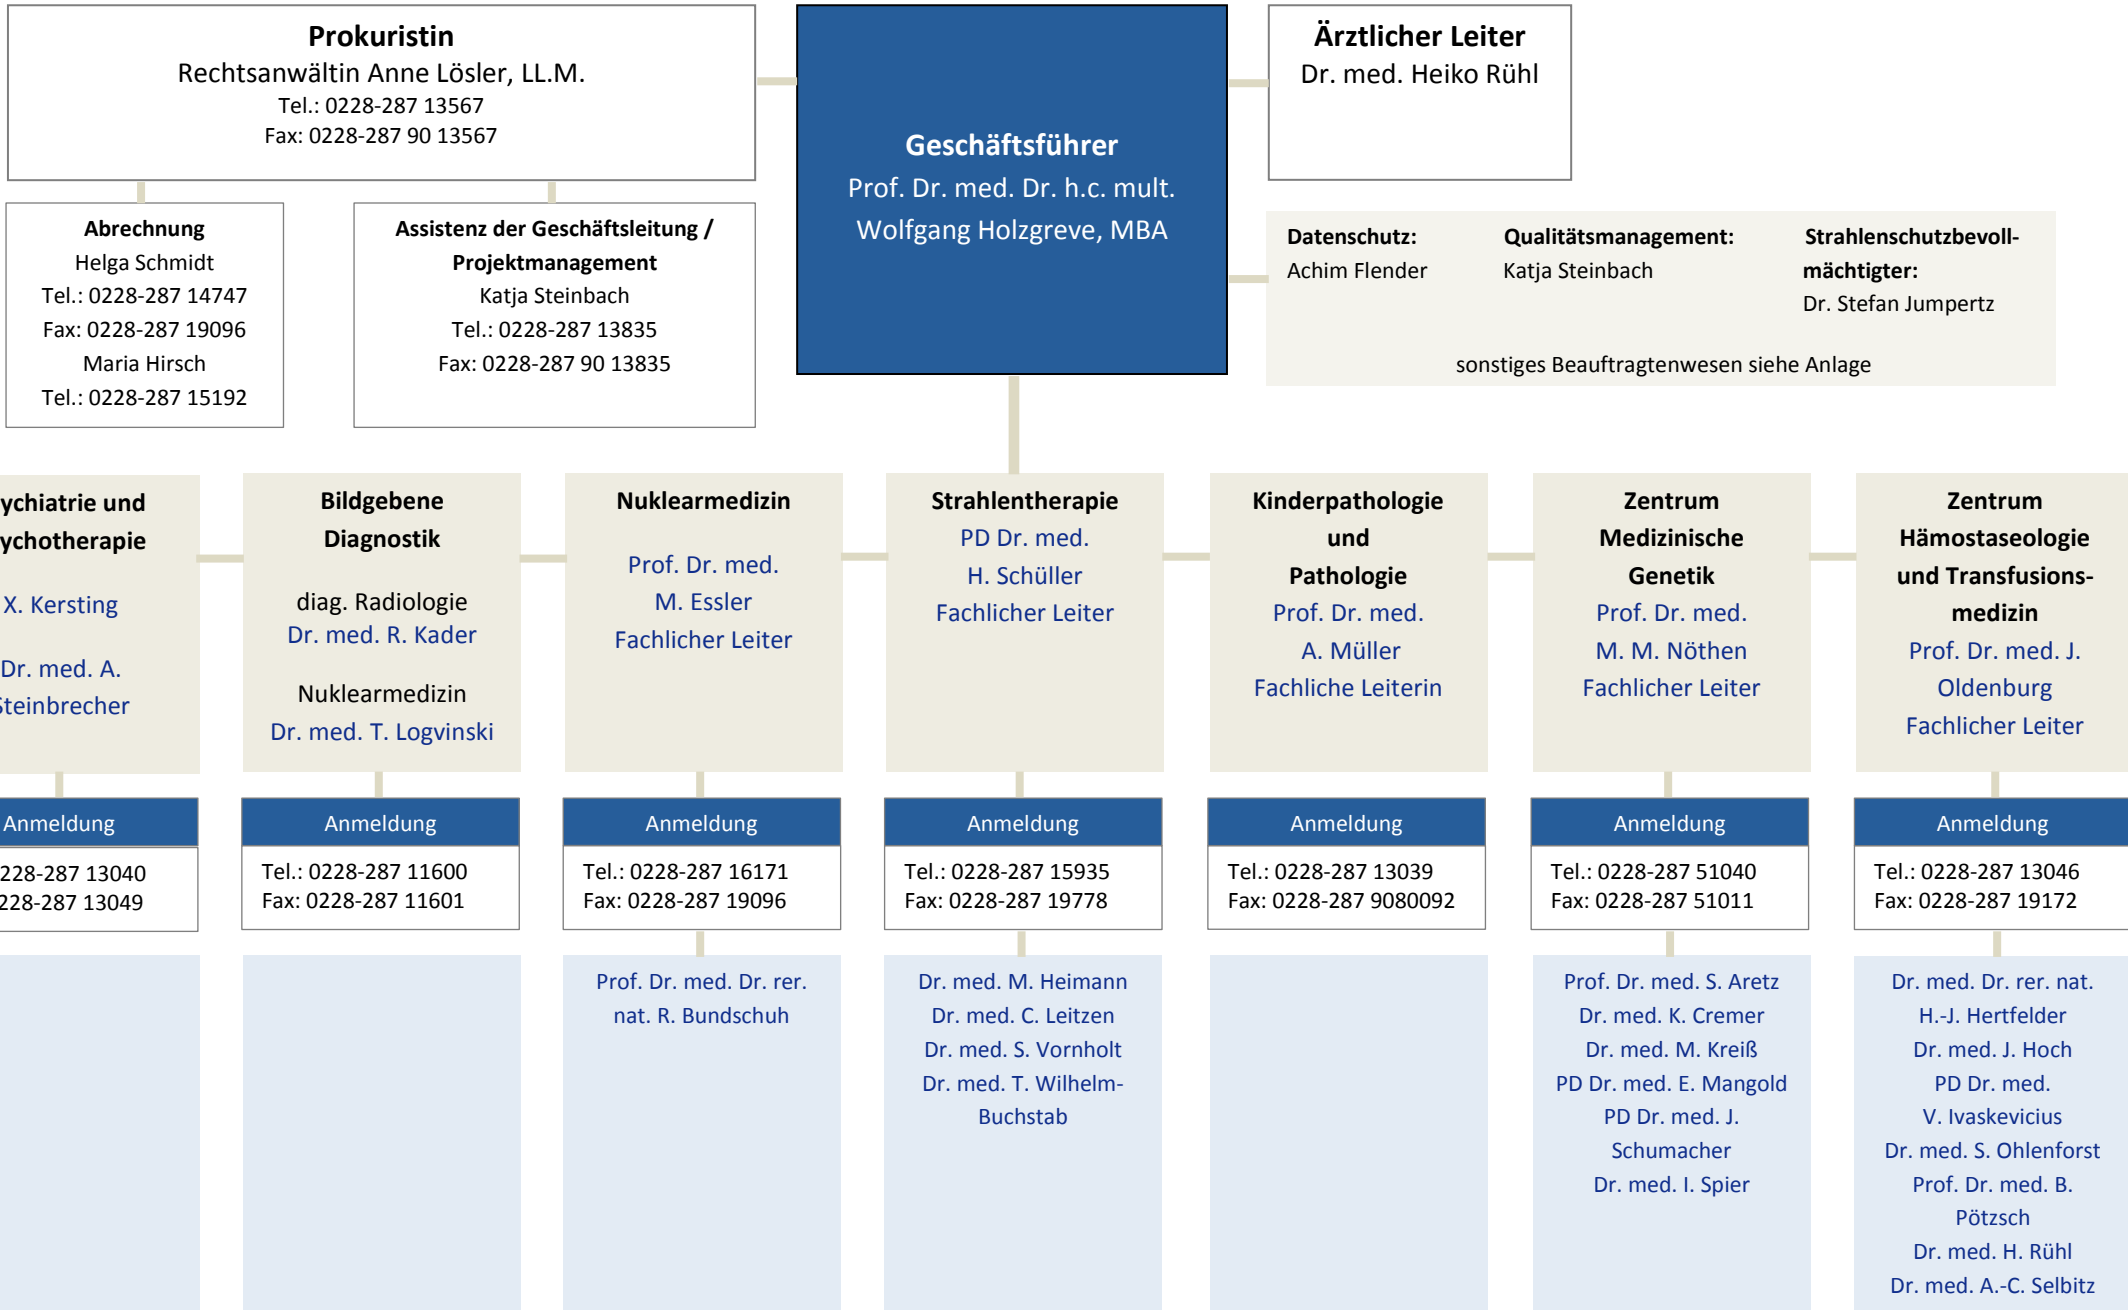 Prokuristin
Rechtsanwältin Anne Lösler, LL.M.
Tel.: 0228-287 13567
Fax: 0228-287 90 13567
Geschäftsführer
Prof. Dr. med. Dr. h.c. mult.
Wolfgang Holzgreve, MBA
Ärztlicher Leiter
Dr. med. Heiko Rühl
Abrechnung
Helga Schmidt
Tel.: 0228-287 14747
Fax: 0228-287 19096
Maria Hirsch
Tel.: 0228-287 15192
Assistenz der Geschäftsleitung /
Projektmanagement
Katja Steinbach
Tel.: 0228-287 13835
Fax: 0228-287 90 13835
Datenschutz:
Achim Flender
Qualitätsmanagement:
Katja Steinbach
Strahlenschutzbevoll-
mächtigter:
Dr. Stefan Jumpertz
sonstiges Beauftragtenwesen siehe Anlage
ychiatrie und
ychotherapie
X. Kersting
Dr. med. A.
Steinbrecher
Anmeldung
228-287 13040
228-287 13049
Bildgebene
Diagnostik
diag. Radiologie
Dr. med. R. Kader
Nuklearmedizin
Dr. med. T. Logvinski
Anmeldung
Tel.: 0228-287 11600
Fax: 0228-287 11601
Nuklearmedizin
Prof. Dr. med.
M. Essler
Fachlicher Leiter
Anmeldung
Tel.: 0228-287 16171
Fax: 0228-287 19096
Prof. Dr. med. Dr. rer.
nat. R. Bundschuh
Strahlentherapie
PD Dr. med.
H. Schüller
Fachlicher Leiter
Anmeldung
Tel.: 0228-287 15935
Fax: 0228-287 19778
Dr. med. M. Heimann
Dr. med. C. Leitzen
Dr. med. S. Vornholt
Dr. med. T. Wilhelm-
Buchstab
Kinderpathologie
und
Pathologie
Prof. Dr. med.
A. Müller
Fachliche Leiterin
Anmeldung
Tel.: 0228-287 13039
Fax: 0228-287 9080092
Zentrum
Medizinische
Genetik
Prof. Dr. med.
M. M. Nöthen
Fachlicher Leiter
Anmeldung
Tel.: 0228-287 51040
Fax: 0228-287 51011
Prof. Dr. med. S. Aretz
Dr. med. K. Cremer
Dr. med. M. Kreiß
PD Dr. med. E. Mangold
PD Dr. med. J.
Schumacher
Dr. med. I. Spier
Zentrum
Hämostaseologie
und Transfusions-
medizin
Prof. Dr. med. J.
Oldenburg
Fachlicher Leiter
Anmeldung
Tel.: 0228-287 13046
Fax: 0228-287 19172
Dr. med. Dr. rer. nat.
H.-J. Hertfelder
Dr. med. J. Hoch
PD Dr. med.
V. Ivaskevicius
Dr. med. S. Ohlenforst
Prof. Dr. med. B.
Pötzsch
Dr. med. H. Rühl
Dr. med. A.-C. Selbitz